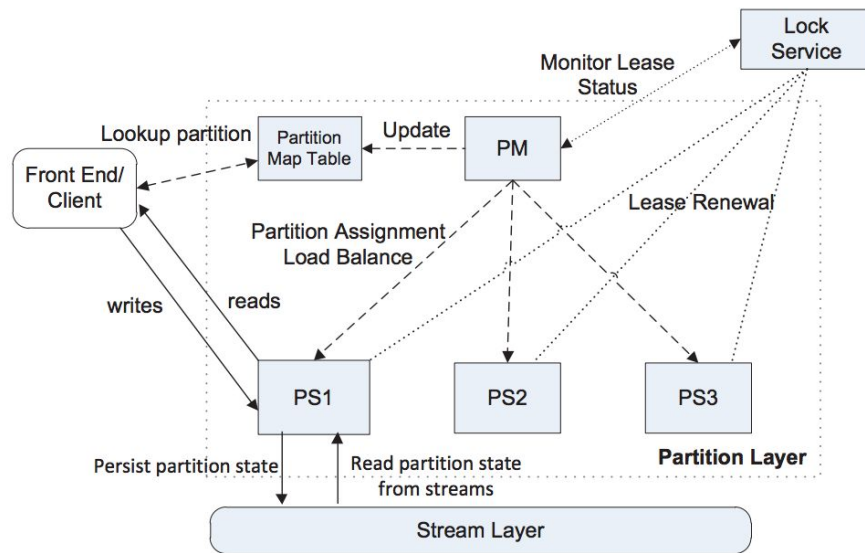 Lock
Service
Monitor Lease
Status
Lookup partition
Partition
Map Table
Update
PM
Front End/
Client
Lease Renewal
Partition Assignment
Load Balance
writes
reads
PS1
PS2
PS3
Partition Layer
Persist partition state
Read partition state
from streams
Stream Layer